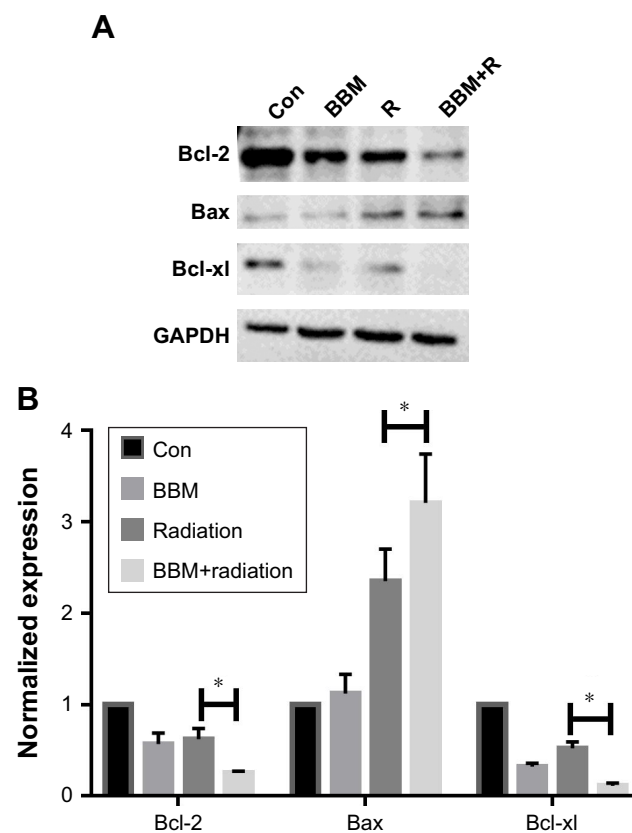 A
Con BBM R BBM+R
Bcl-2
Bax
Bcl-xl
GAPDH
B
Normalized expression
4
3
2
1
0
Con
BBM
Radiation
BBM+radiation
*
*
*
Bcl-2 Bax Bcl-xl